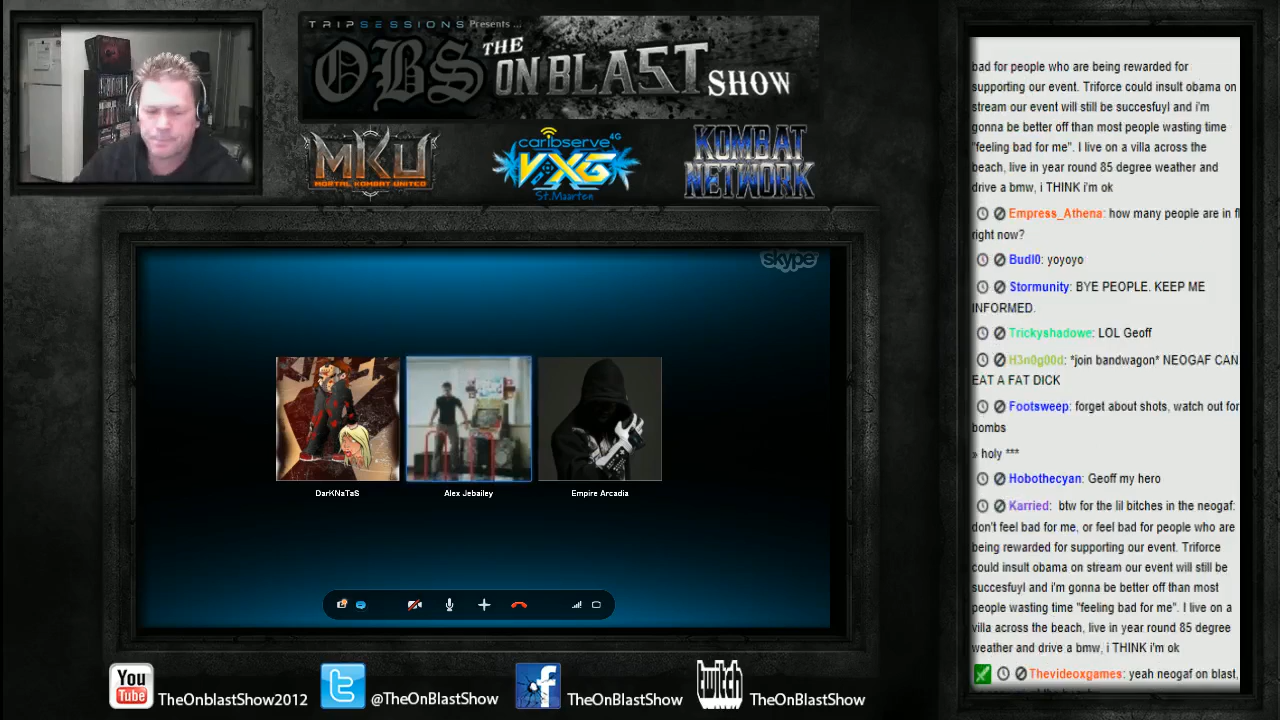 TRIPSESSIONS Presents ...
OBS THE ON BLAST SHOW
MKU
MORTAL KOMBAT UNITED
caribserve 4G
VXG
St.Maarten
KOMBAT
NETWORK
skype
DarKNaTaS
Alex Jebailey
Empire Arcadia
You
Tube
TheOnblastShow2012
@TheOnBlastShow
TheOnBlastShow
twitch
TheOnBlastShow
bad for people who are being rewarded for
supporting our event. Triforce could insult obama on
stream our event will still be succesfuyl and i'm
gonna be better off than most people wasting time
"feeling bad for me". I live on a villa across the
beach, live in year round 85 degree weather and
drive a bmw, i THINK i'm ok
Empress_Athena: how many people are in
right now?
Budl0: yoyoyo
Stormunity: BYE PEOPLE. KEEP ME
INFORMED.
Trickyshadowe: LOL Geoff
H3n0g00d: *join bandwagon* NEOGAF CAN
EAT A FAT DICK
Footsweep: forget about shots, watch out for
bombs
» holy ***
Hobothecyan: Geoff my hero
Karried: btw for the lil bitches in the neogaf:
don't feel bad for me, or feel bad for people who are
being rewarded for supporting our event. Triforce
could insult obama on stream our event will still be
succesfuyl and i'm gonna be better off than most
people wasting time "feeling bad for me". I live on a
villa across the beach, live in year round 85 degree
weather and drive a bmw, i THINK i'm ok
Thevideoxgames: yeah neogaf on blast,